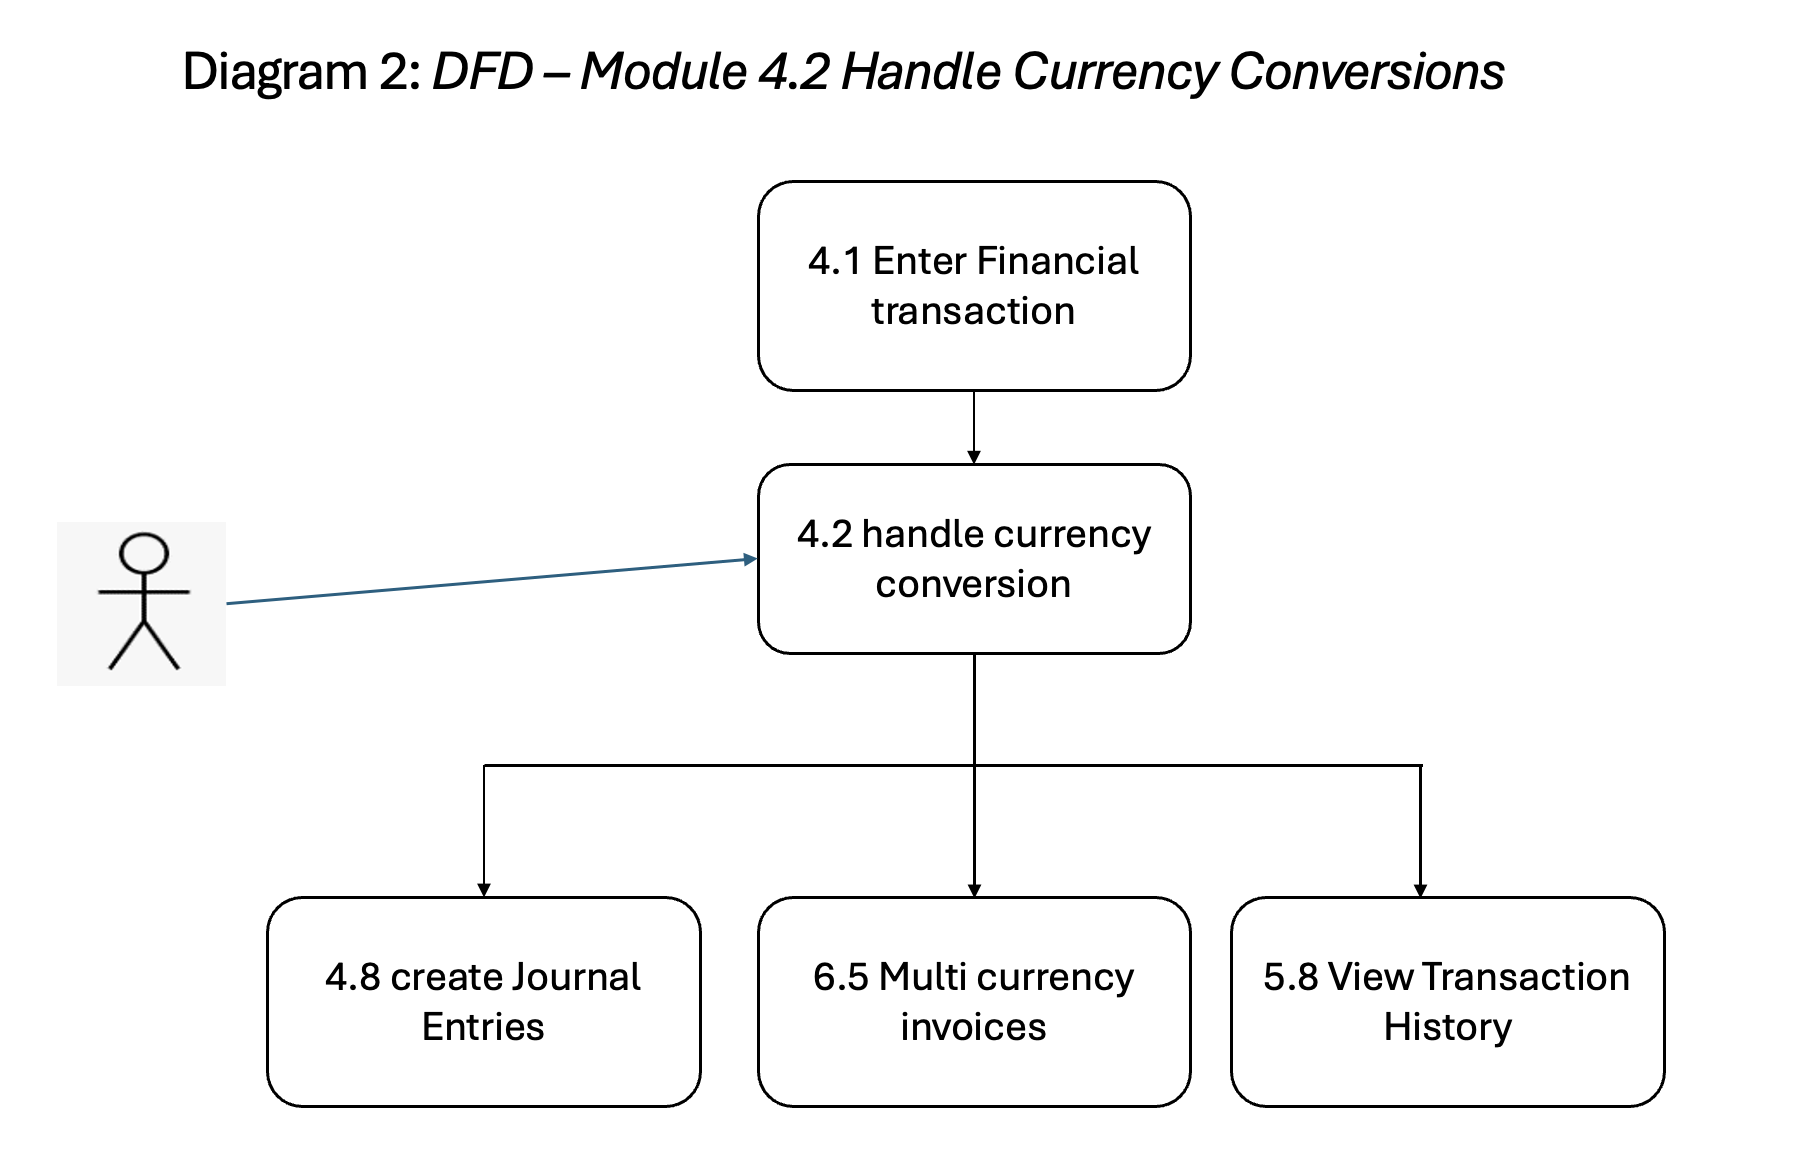 Diagram 2: DFD – Module 4.2 Handle Currency Conversions
4.1 Enter Financial
transaction
4.2 handle currency
conversion
4.8 create Journal
Entries
6.5 Multi currency
invoices
5.8 View Transaction
History